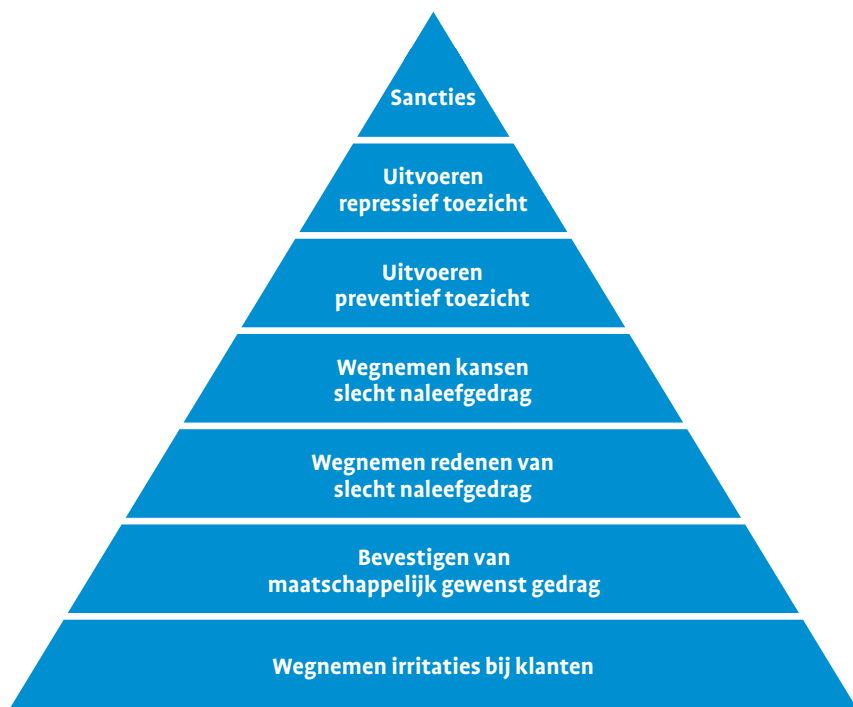 Sancties
Uitvoeren
repressief toezicht
Uitvoeren
preventief toezicht
Wegnemen kansen
slecht naleefgedrag
Wegnemen redenen van
slecht naleefgedrag
Bevestigen van
maatschappelijk gewenst gedrag
Wegnemen irritaties bij klanten